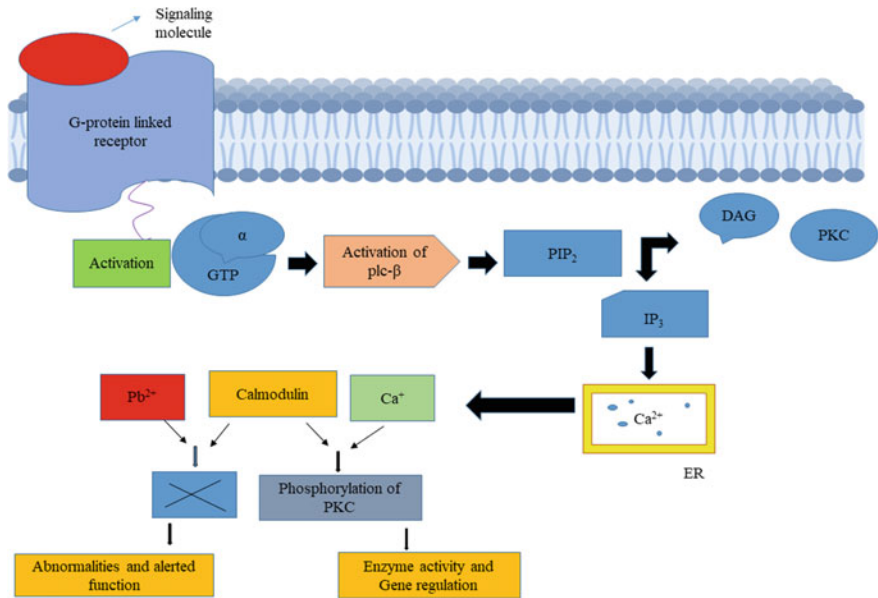 Signaling
molecule
G-protein linked
receptor
Activation
α
GTP
Activation of
plc-β
PIP₂
DAG
PKC
IP₃
Pb²⁺
Calmodulin
Ca⁺
Ca²⁺
ER
Phosphorylation of
PKC
Abnormalities and alerted
function
Enzyme activity and
Gene regulation